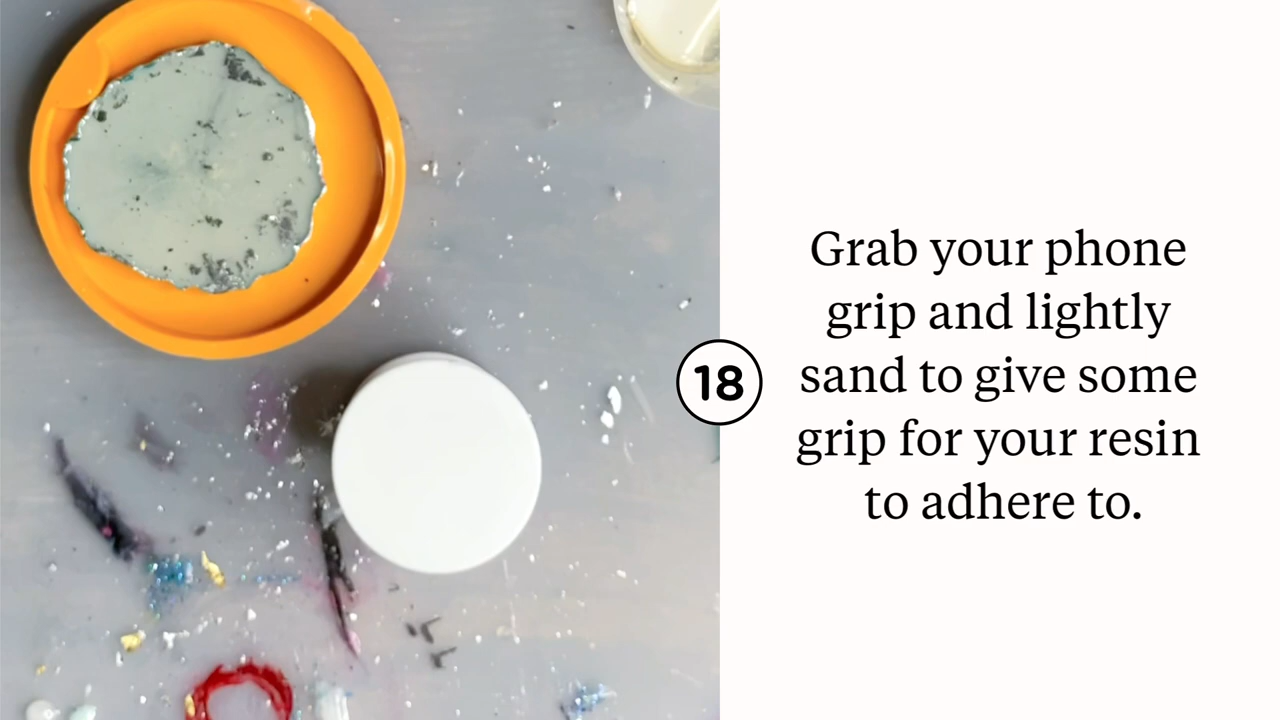 18
Grab your phone
grip and lightly
sand to give some
grip for your resin
to adhere to.